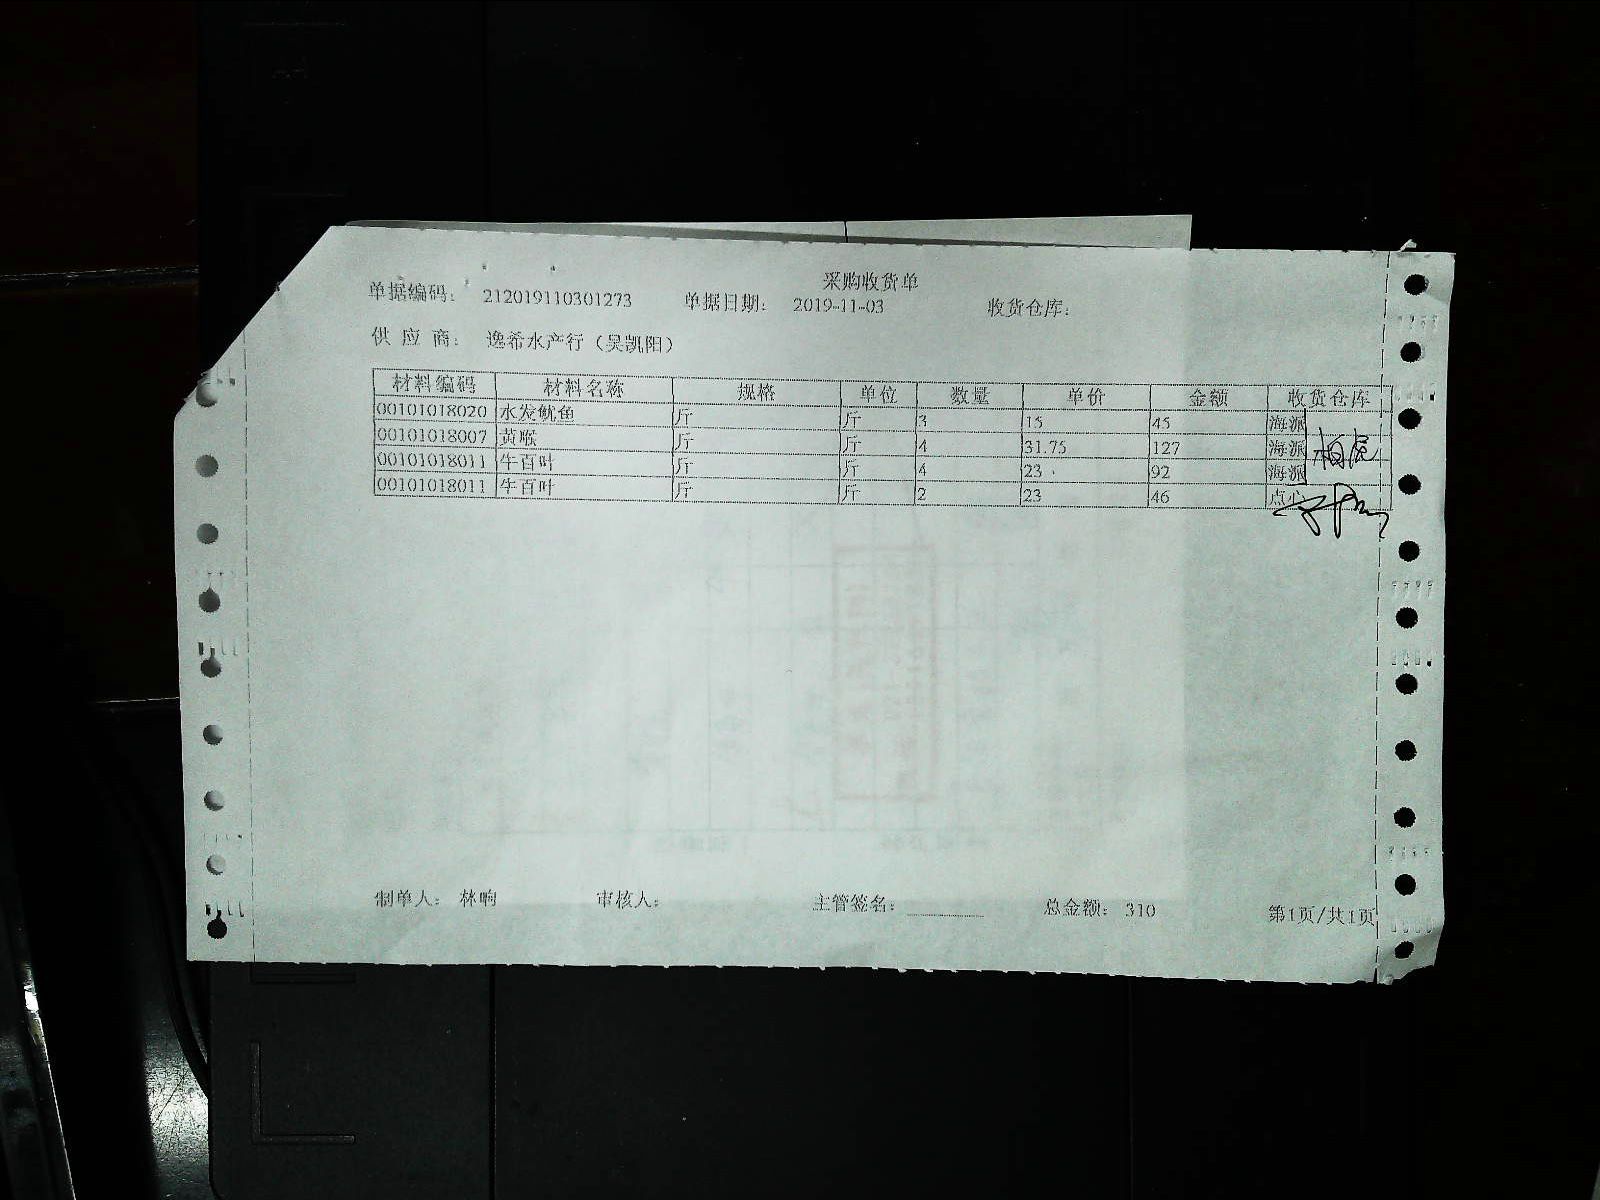 采购收货单
单据编码： 212019110301273 单据日期： 2019-11-03 收货仓库：
供 应 商： 逸希水产行（吴凯阳）
材料编码 材料名称 规格 单位 数量 单价 金额 收货仓库
00101018020 水发鱿鱼 斤 斤 3 15 45 海派
00101018007 黄喉 斤 斤 4 31.75 127 海派
00101018011 牛百叶 斤 斤 4 23 92 海派
00101018011 牛百叶 斤 斤 2 23 46 点心
制单人： 林响 审核人： 主管签名： 总金额： 310 第1页/共1页